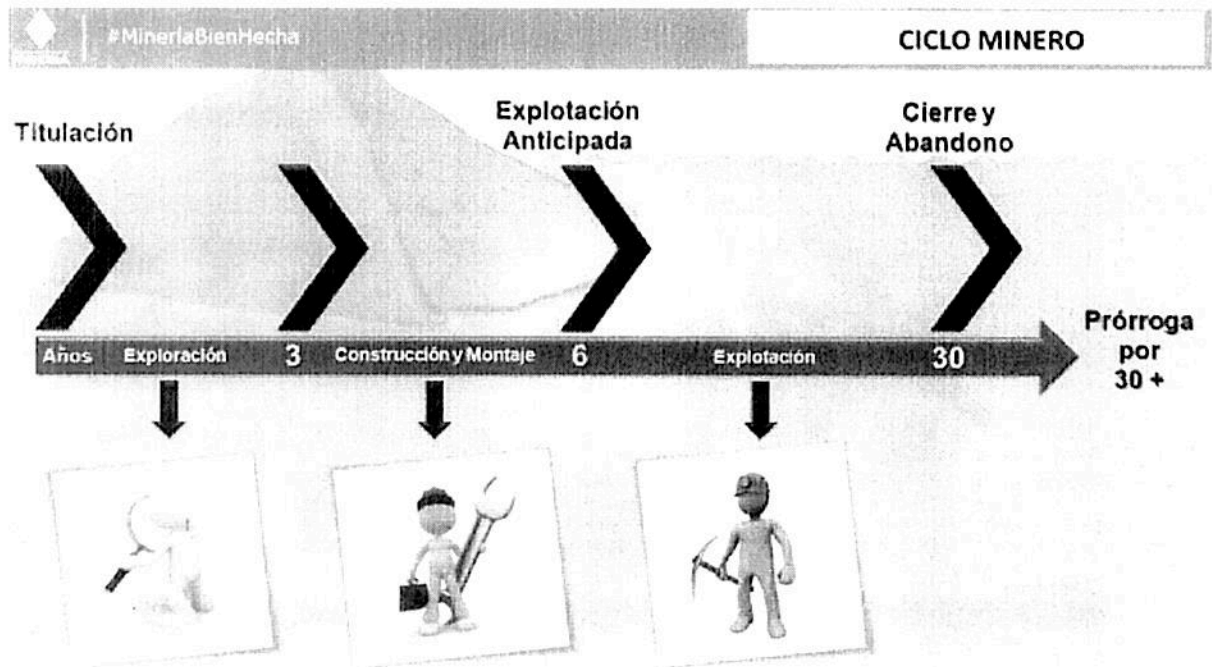 #MineríaBienHecha
CICLO MINERO
Titulación
Explotación
Anticipada
Cierre y
Abandono
Años Exploración 3 Construcción y Montaje 6 Explotación 30
Prórroga
por
30 +